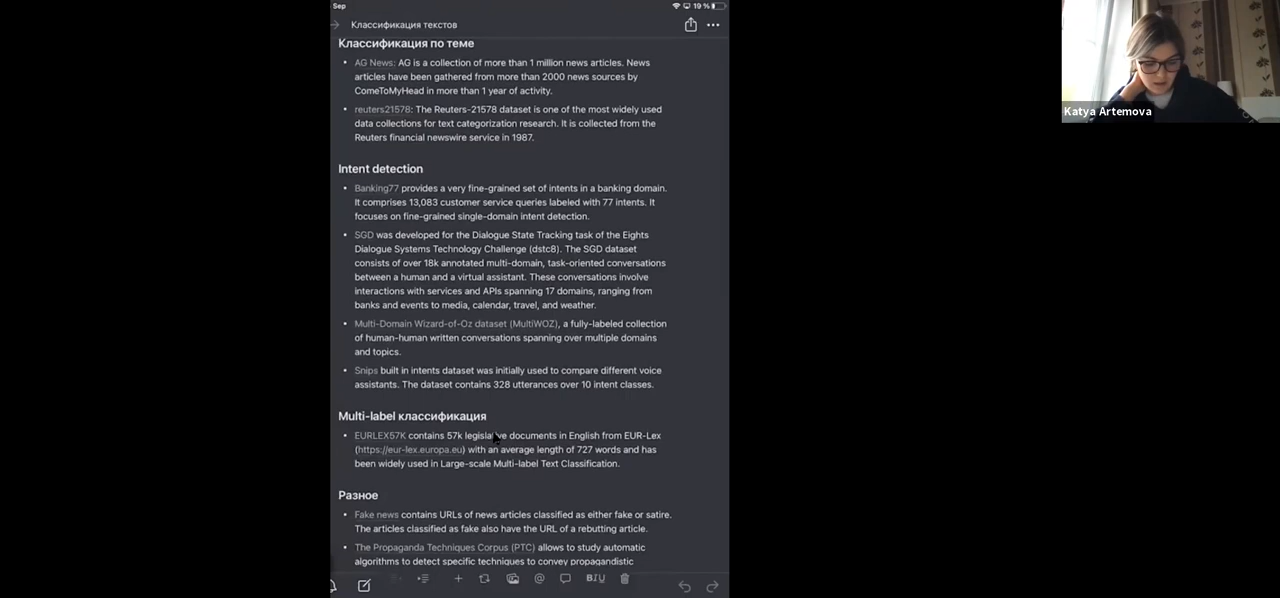 Sep
19 %
Классификация текстов
Классификация по теме
• AG News: AG is a collection of more than 1 million news articles. News
articles have been gathered from more than 2000 news sources by
ComeToMyHead in more than 1 year of activity.
• reuters21578: The Reuters-21578 dataset is one of the most widely used
data collections for text categorization research. It is collected from the
Reuters financial newswire service in 1987.
Intent detection
• Banking77 provides a very fine-grained set of intents in a banking domain.
It comprises 13,083 customer service queries labeled with 77 intents. It
focuses on fine-grained single-domain intent detection.
• SGD was developed for the Dialogue State Tracking task of the Eights
Dialogue Systems Technology Challenge (dstc8). The SGD dataset
consists of over 18k annotated multi-domain, task-oriented conversations
between a human and a virtual assistant. These conversations involve
interactions with services and APIs spanning 17 domains, ranging from
banks and events to media, calendar, travel, and weather.
• Multi-Domain Wizard-of-Oz dataset (MultiWOZ), a fully-labeled collection
of human-human written conversations spanning over multiple domains
and topics.
• Snips built in intents dataset was initially used to compare different voice
assistants. The dataset contains 328 utterances over 10 intent classes.
Multi-label классификация
• EURLEX57K contains 57k legislative documents in English from EUR-Lex
(https://eur-lex.europa.eu) with an average length of 727 words and has
been widely used in Large-scale Multi-label Text Classification.
Разное
• Fake news contains URLs of news articles classified as either fake or satire.
The articles classified as fake also have the URL of a rebutting article.
• The Propaganda Techniques Corpus (PTC) allows to study automatic
algorithms to detect specific techniques to convey propagandistic
BIU
Katya Artemova